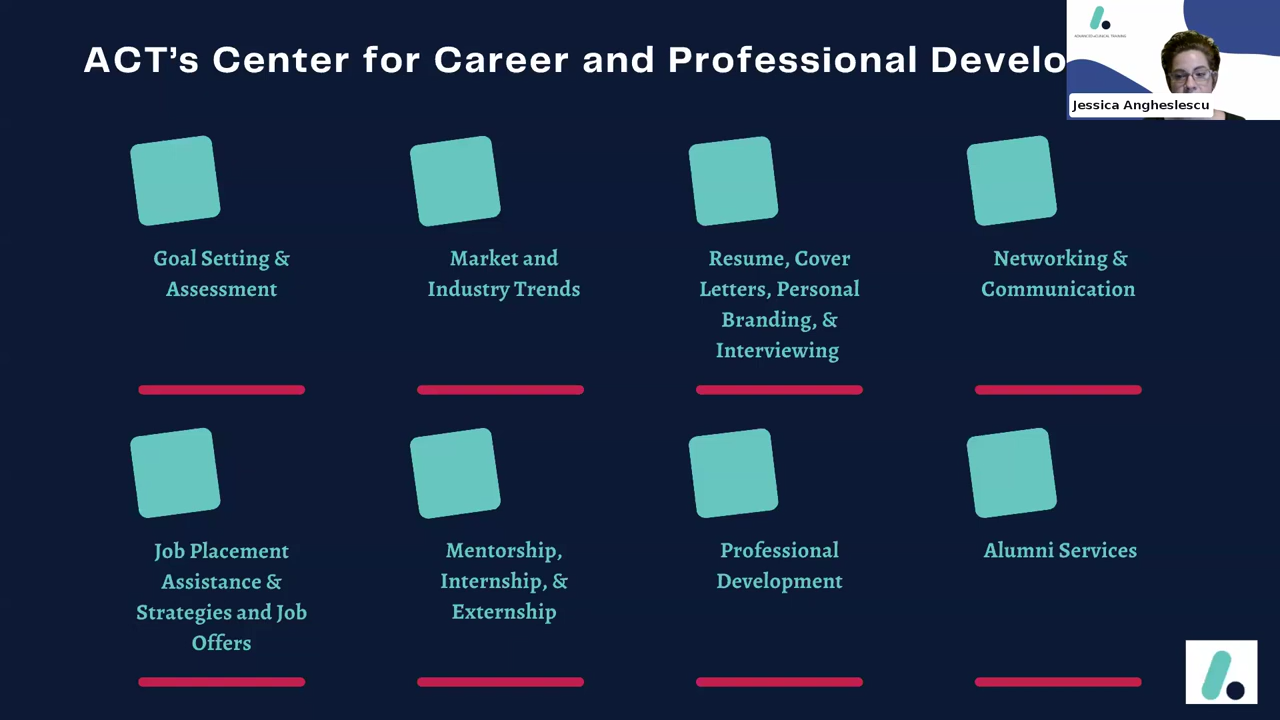 ACT’s Center for Career and Professional Develo
Jessica Angheslescu
Goal Setting &
Assessment
Market and
Industry Trends
Resume, Cover
Letters, Personal
Branding, &
Interviewing
Networking &
Communication
Job Placement
Assistance &
Strategies and Job
Offers
Mentorship,
Internship, &
Externship
Professional
Development
Alumni Services